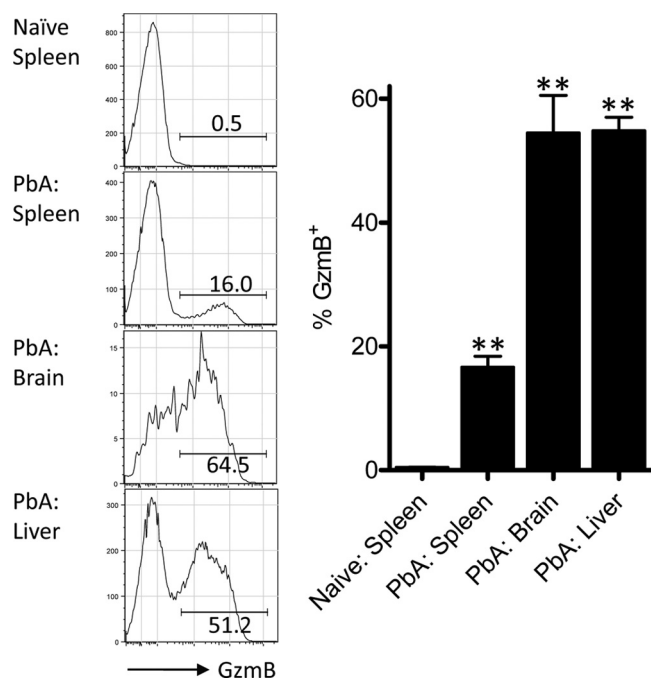 Naïve
Spleen
800
600
400
200
0
0.5
PbA:
Spleen
400
300
200
100
0
16.0
PbA:
Brain
15
10
5
0
64.5
PbA:
Liver
300
200
100
0
51.2
GzmB
% GzmB+
60
40
20
0
**
**
**
Naive: Spleen
PbA: Spleen
PbA: Brain
PbA: Liver